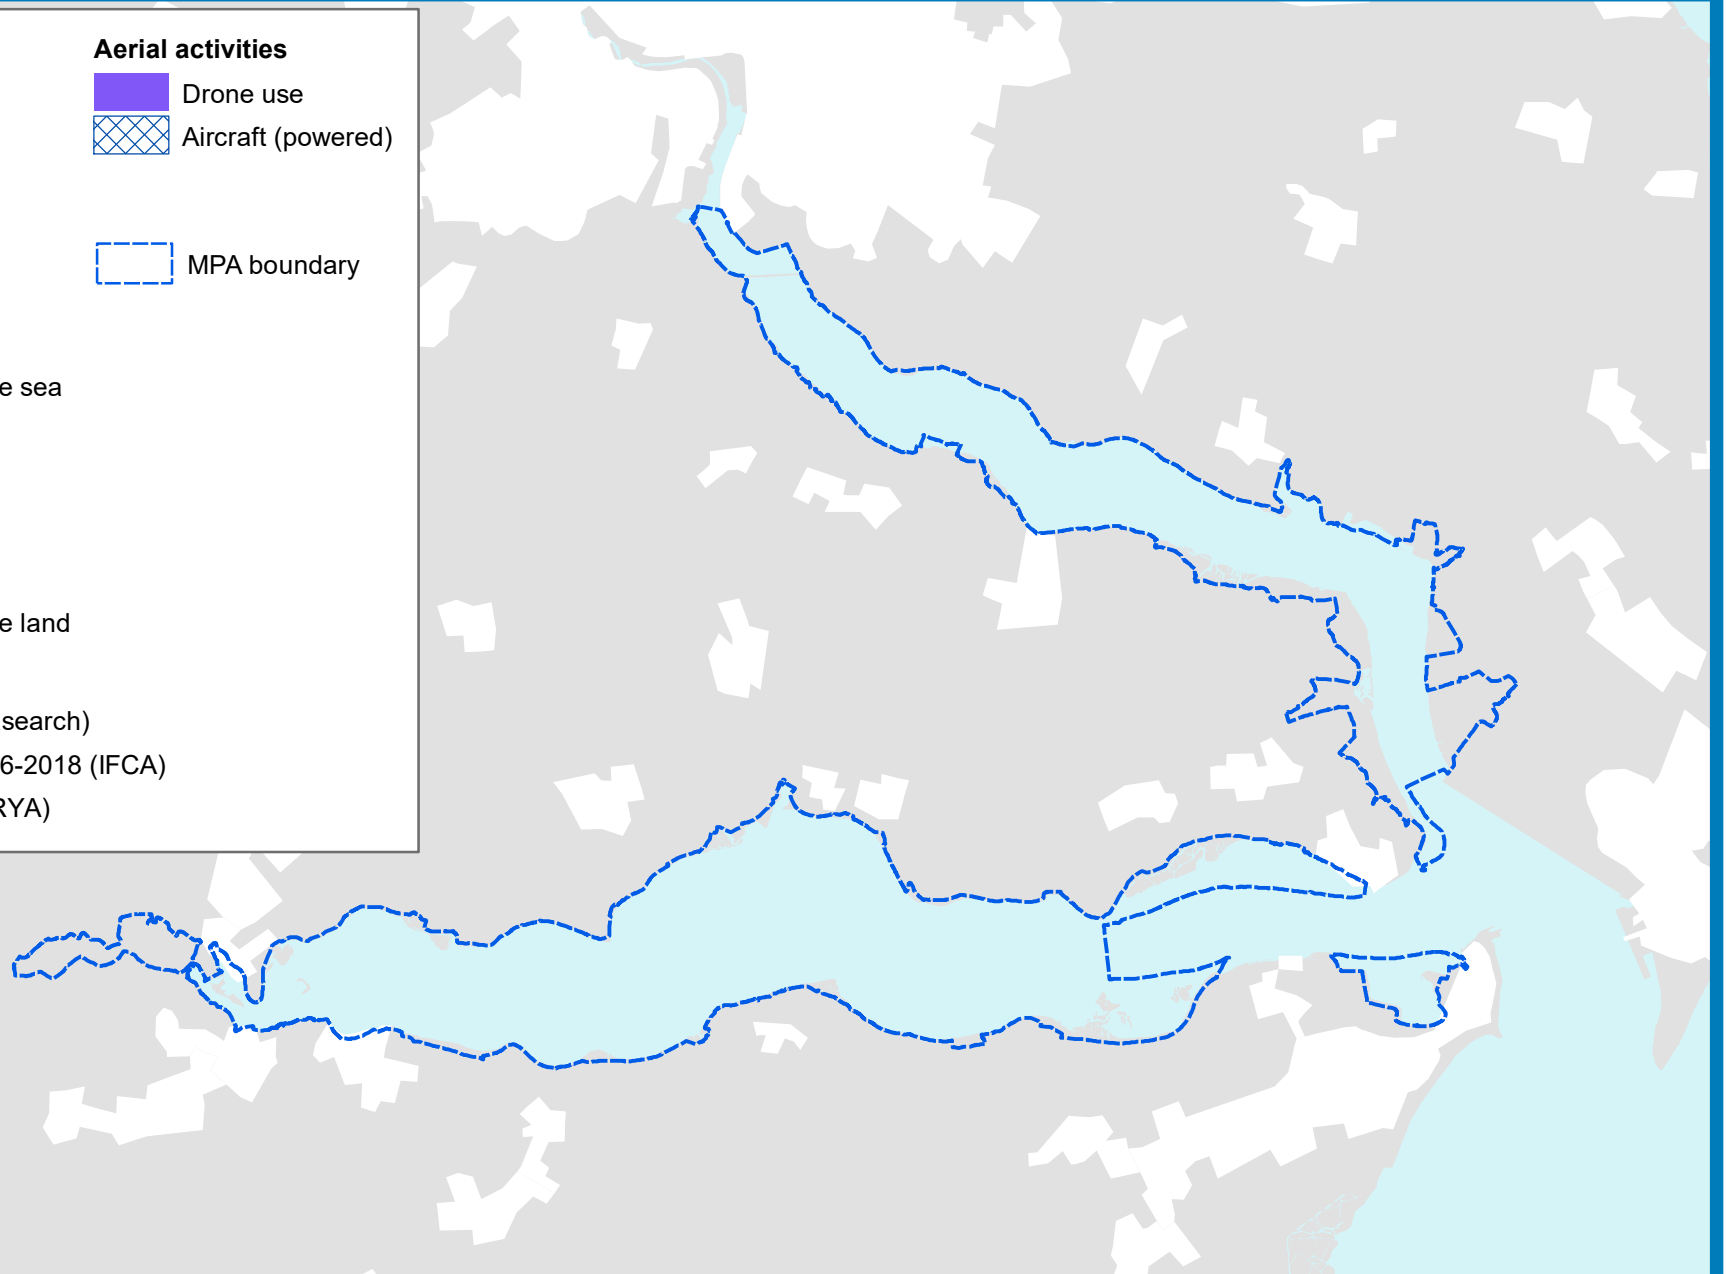 Aerial activities
Drone use
Aircraft (powered)
MPA boundary
e sea
e land
search)
6-2018 (IFCA)
RYA)